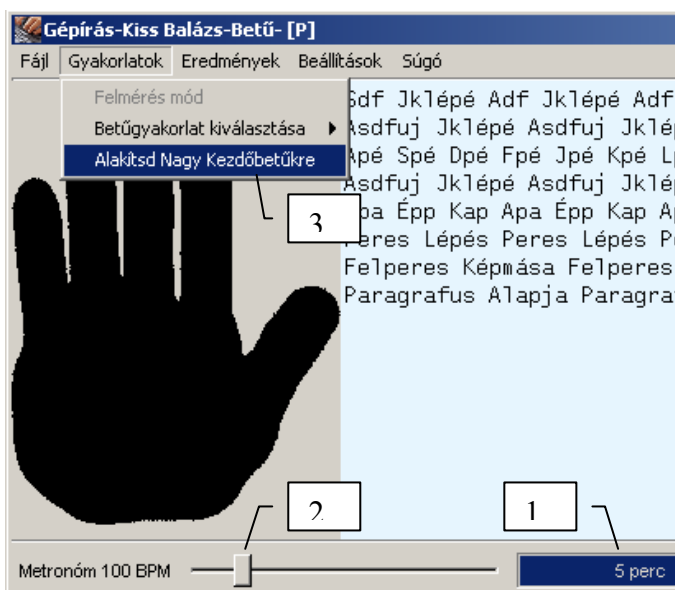 Gépírás-Kiss Balázs-Betű- [P]
Fájl Gyakorlatok Eredmények Beállítások Súgó
Felmérés mód
Betűgyakorlat kiválasztása
Alakítsd Nagy Kezdőbetűkre
Sdf Jklépé Adf Jklépé Adf
Asdfuj Jklépé Asdfuj Jklé
Apé Spé Dpé Fpé Jpé Kpé L
Asdfuj Jklépé Asdfuj Jklé
Épp Kap Apa Épp Kap A
Peres Lépés Peres Lépés P
Felperes Képmása Felperes
Paragrafus Alapja Paragra
3
2
1
Metronóm 100 BPM
5 perc